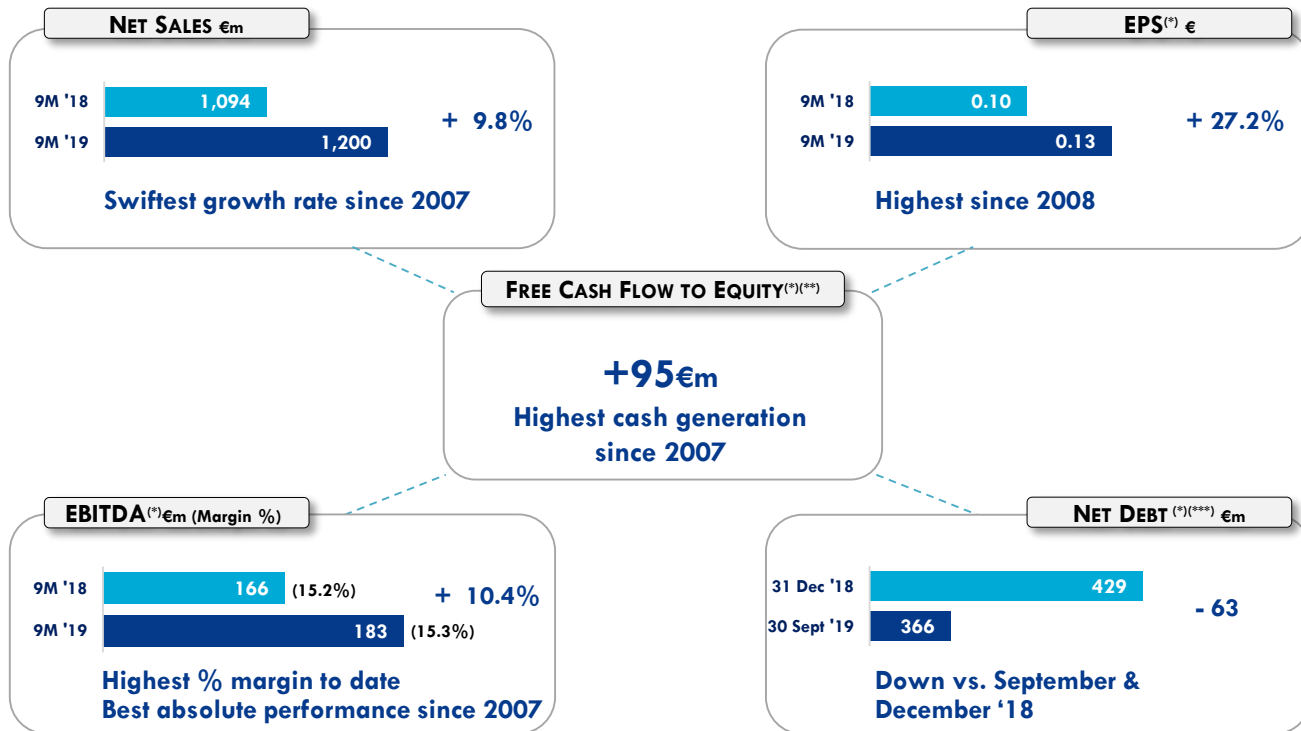 NET SALES €m
9M '18
1,094
9M '19
1,200
+ 9.8%
Swiftest growth rate since 2007
EPS(*) €
9M '18
0.10
9M '19
0.13
+ 27.2%
Highest since 2008
FREE CASH FLOW TO EQUITY(*)(**)
+95€m
Highest cash generation
since 2007
EBITDA(*)€m (Margin %)
9M '18
166 (15.2%)
9M '19
183 (15.3%)
+ 10.4%
Highest % margin to date
Best absolute performance since 2007
NET DEBT (*)(***) €m
31 Dec '18
429
30 Sept '19
366
- 63
Down vs. September &
December ‘18